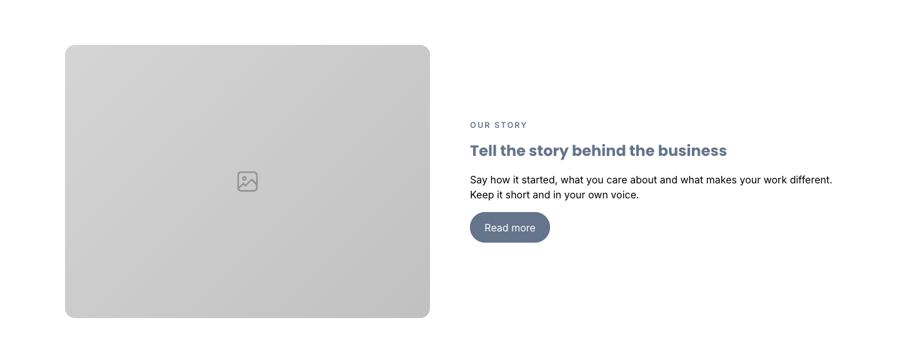 OUR STORY
Tell the story behind the business
Say how it started, what you care about and what makes your work different.
Keep it short and in your own voice.
Read more